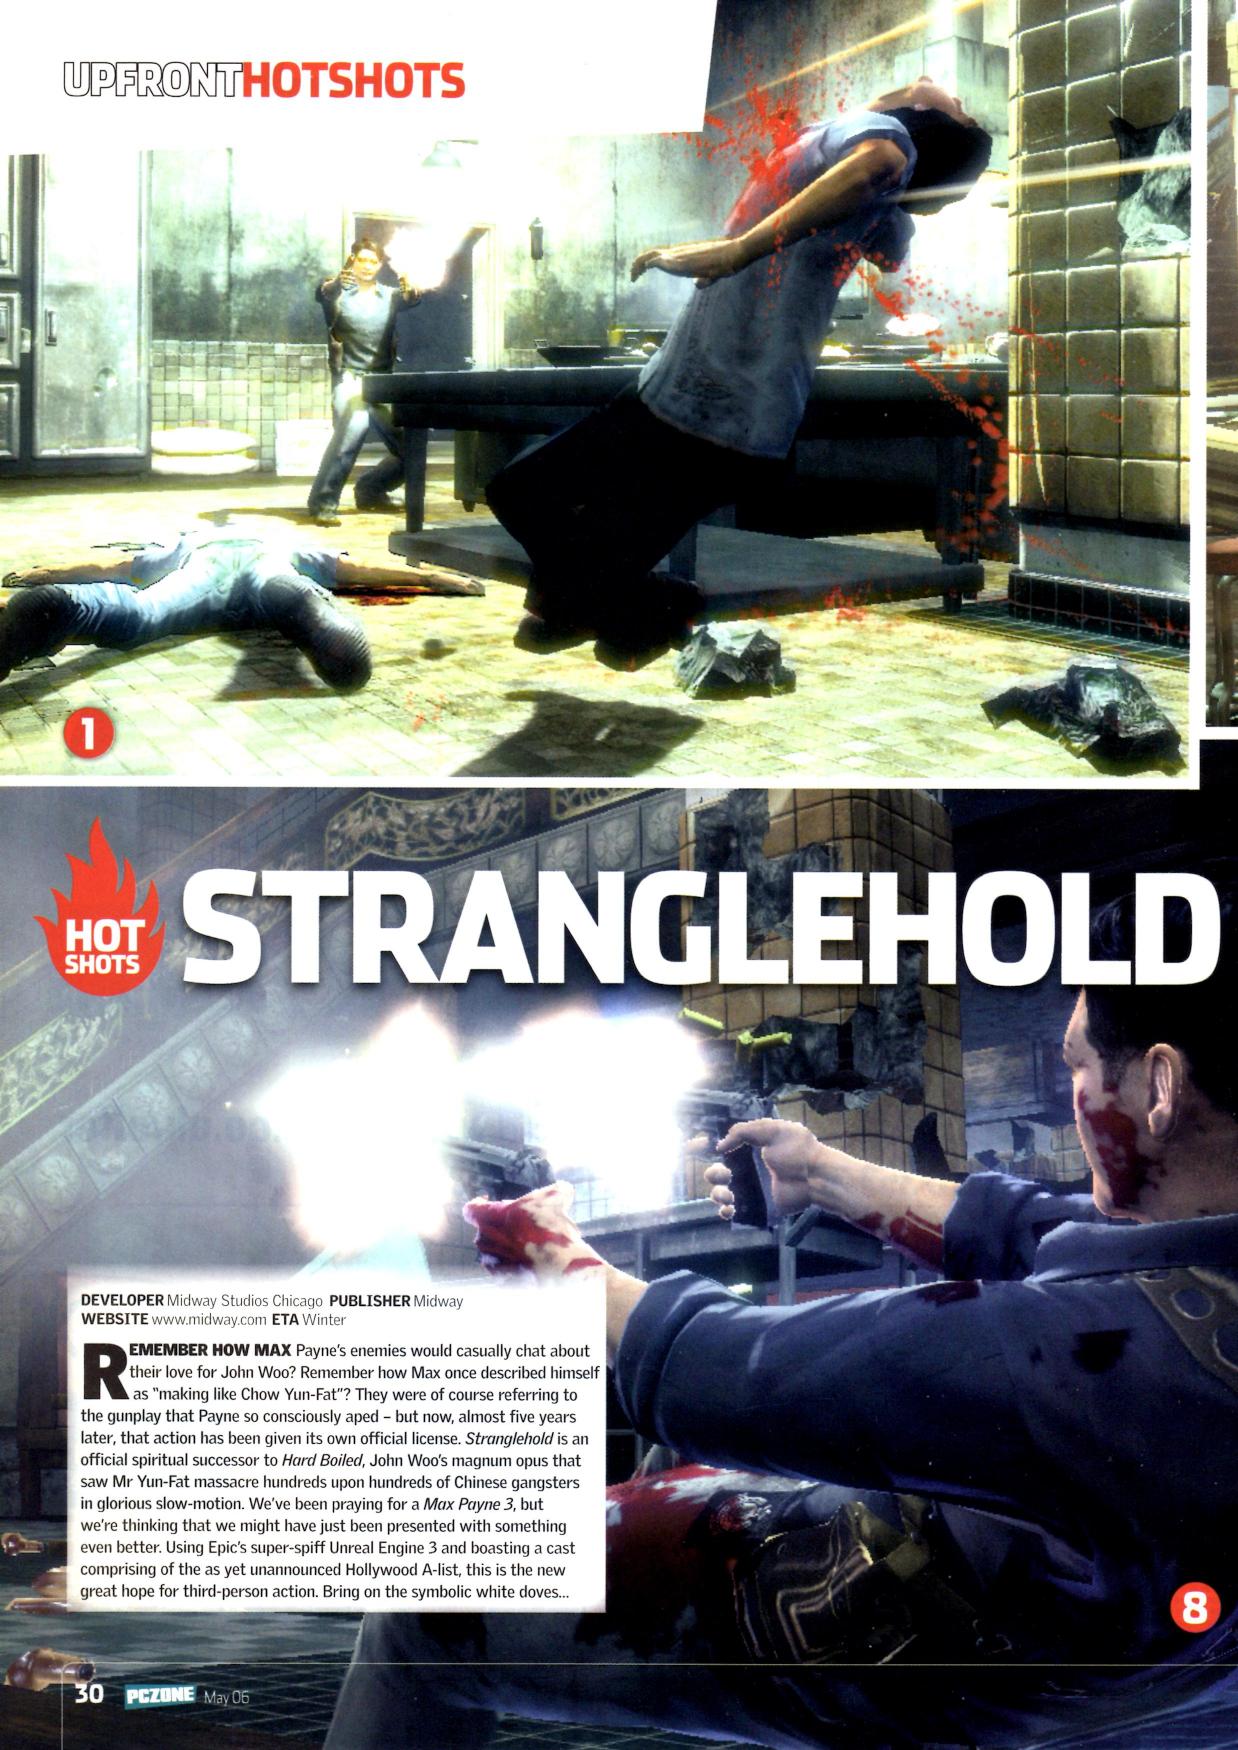 UPFRONTHOTSHOTS
1
HOT
SHOTS
STRANGLEHOLD
DEVELOPER Midway Studios Chicago PUBLISHER Midway
WEBSITE www.midway.com ETA Winter
REMEMBER HOW MAX Payne's enemies would casually chat about
their love for John Woo? Remember how Max once described himself
as "making like Chow Yun-Fat"? They were of course referring to
the gunplay that Payne so consciously aped – but now, almost five years
later, that action has been given its own official license. Stranglehold is an
official spiritual successor to Hard Boiled, John Woo's magnum opus that
saw Mr Yun-Fat massacre hundreds upon hundreds of Chinese gangsters
in glorious slow-motion. We've been praying for a Max Payne 3, but
we're thinking that we might have just been presented with something
even better. Using Epic's super-spiff Unreal Engine 3 and boasting a cast
comprising of the as yet unannounced Hollywood A-list, this is the new
great hope for third-person action. Bring on the symbolic white doves...
8
30 PCZONE May 06